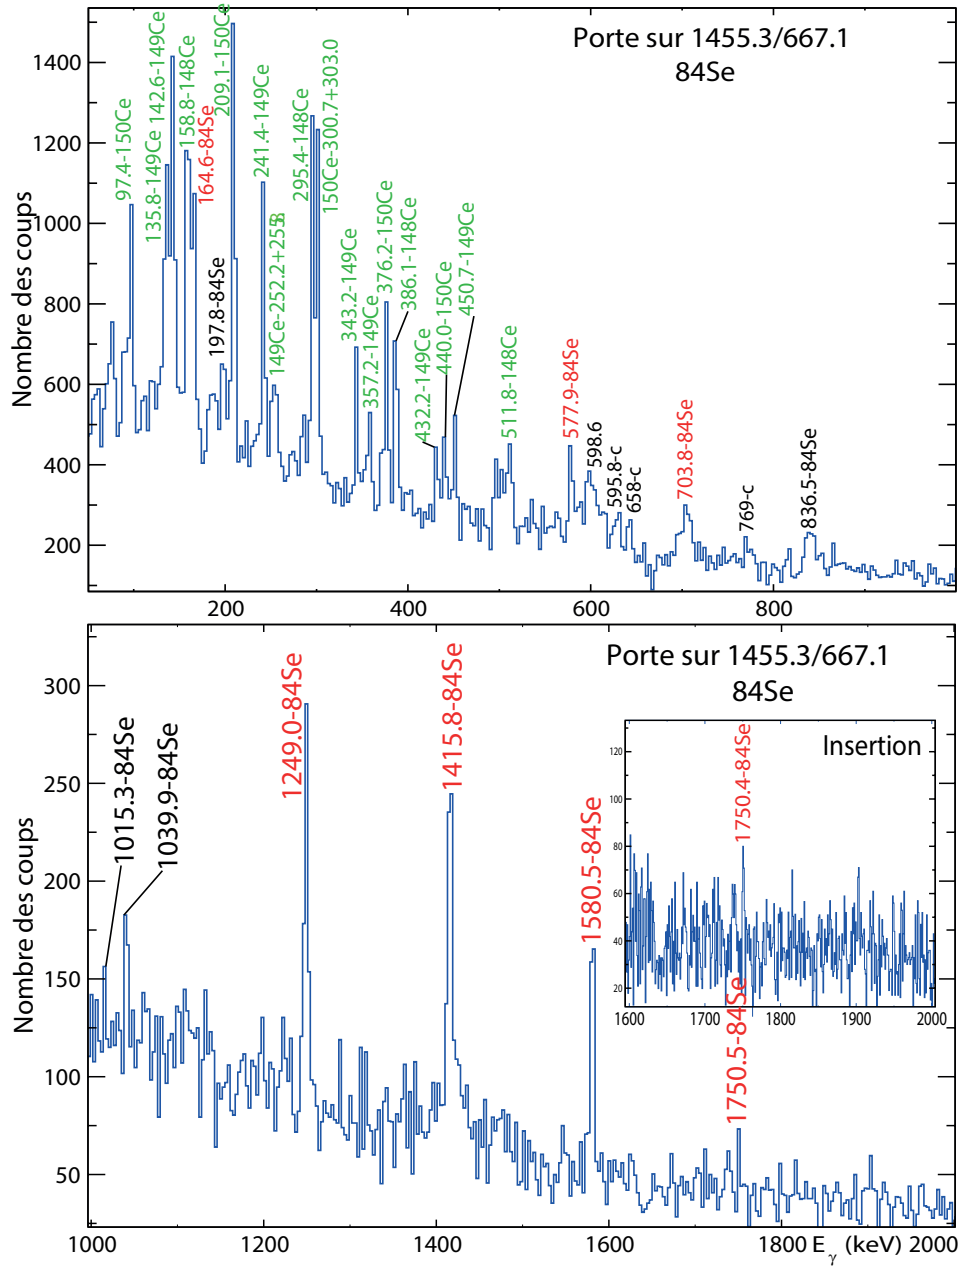 Porte sur 1455.3/667.1
84Se
Nombre des coups
1400
1200
1000
800
600
400
200
97.4-150Ce
135.8-149Ce
142.6-149Ce
158.8-148Ce
164.6-84Se
197.8-84Se
209.1-150Ce
241.4-149Ce
149Ce-252.2+255.
295.4-148Ce
150Ce-300.7+303.0
343.2-149Ce
357.2-149Ce
376.2-150Ce
386.1-148Ce
432.2-149Ce
440.0-150Ce
450.7-149Ce
511.8-148Ce
577.9-84Se
598.6
595.8-c
658-c
703.8-84Se
769-c
836.5-84Se
200 400 600 800
Porte sur 1455.3/667.1
84Se
Nombre des coups
300
250
200
150
100
50
1015.3-84Se
1039.9-84Se
1249.0-84Se
1415.8-84Se
1580.5-84Se
1750.5-84Se
Insertion
1750.4-84Se
120
100
80
60
40
20
1600 1700 1800 1900 2000
1000 1200 1400 1600 1800 E_γ (keV) 2000